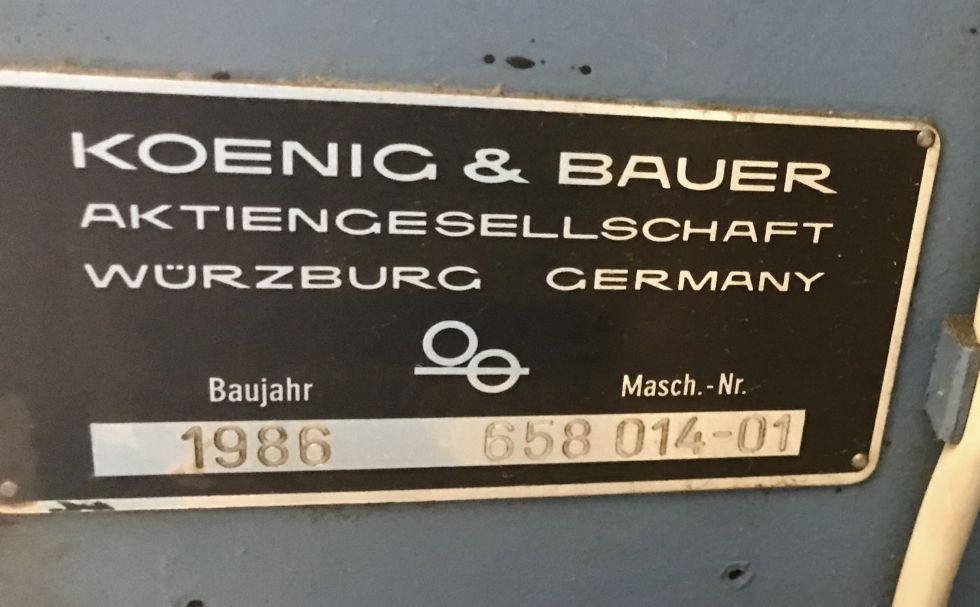 KOENIG & BAUER
AKTIENGESELLSCHAFT
WÜRZBURG GERMANY
Baujahr Masch.-Nr.
1986 658 014-01